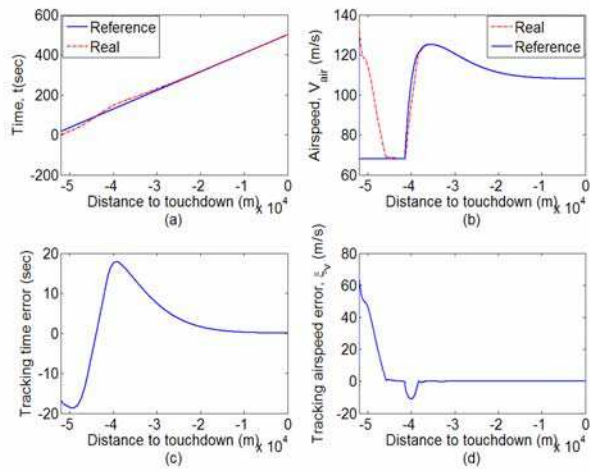 600
400
200
0
-200
Time, t(sec)
Reference
Real
-5 -4 -3 -2 -1 0
Distance to touchdown (m) x 10^4
(a)
140
120
100
80
60
Airspeed, V_air (m/s)
Real
Reference
-5 -4 -3 -2 -1 0
Distance to touchdown (m) x 10^4
(b)
20
10
0
-10
-20
Tracking time error (sec)
-5 -4 -3 -2 -1 0
Distance to touchdown (m) x 10^4
(c)
80
60
40
20
0
-20
Tracking airspeed error, ξ_V (m/s)
-5 -4 -3 -2 -1 0
Distance to touchdown (m) x 10^4
(d)